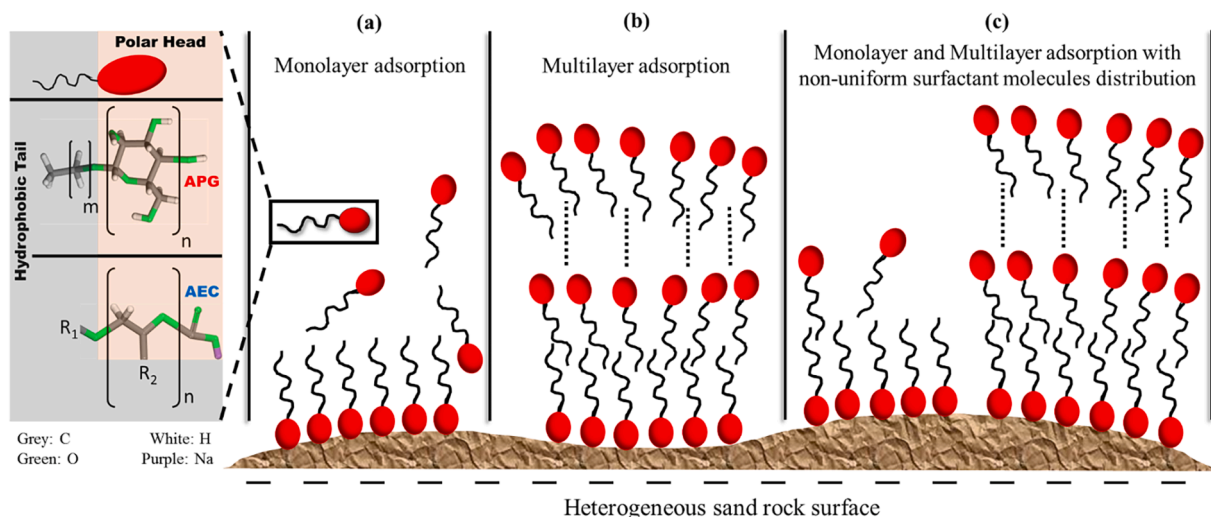 (a)
(b)
(c)
Polar Head
Monolayer adsorption
Multilayer adsorption
Monolayer and Multilayer adsorption with
non-uniform surfactant molecules distribution
Hydrophobic Tail
m
APG
n
AEC
R1
R2
n
Grey: C
White: H
Green: O
Purple: Na
Heterogeneous sand rock surface